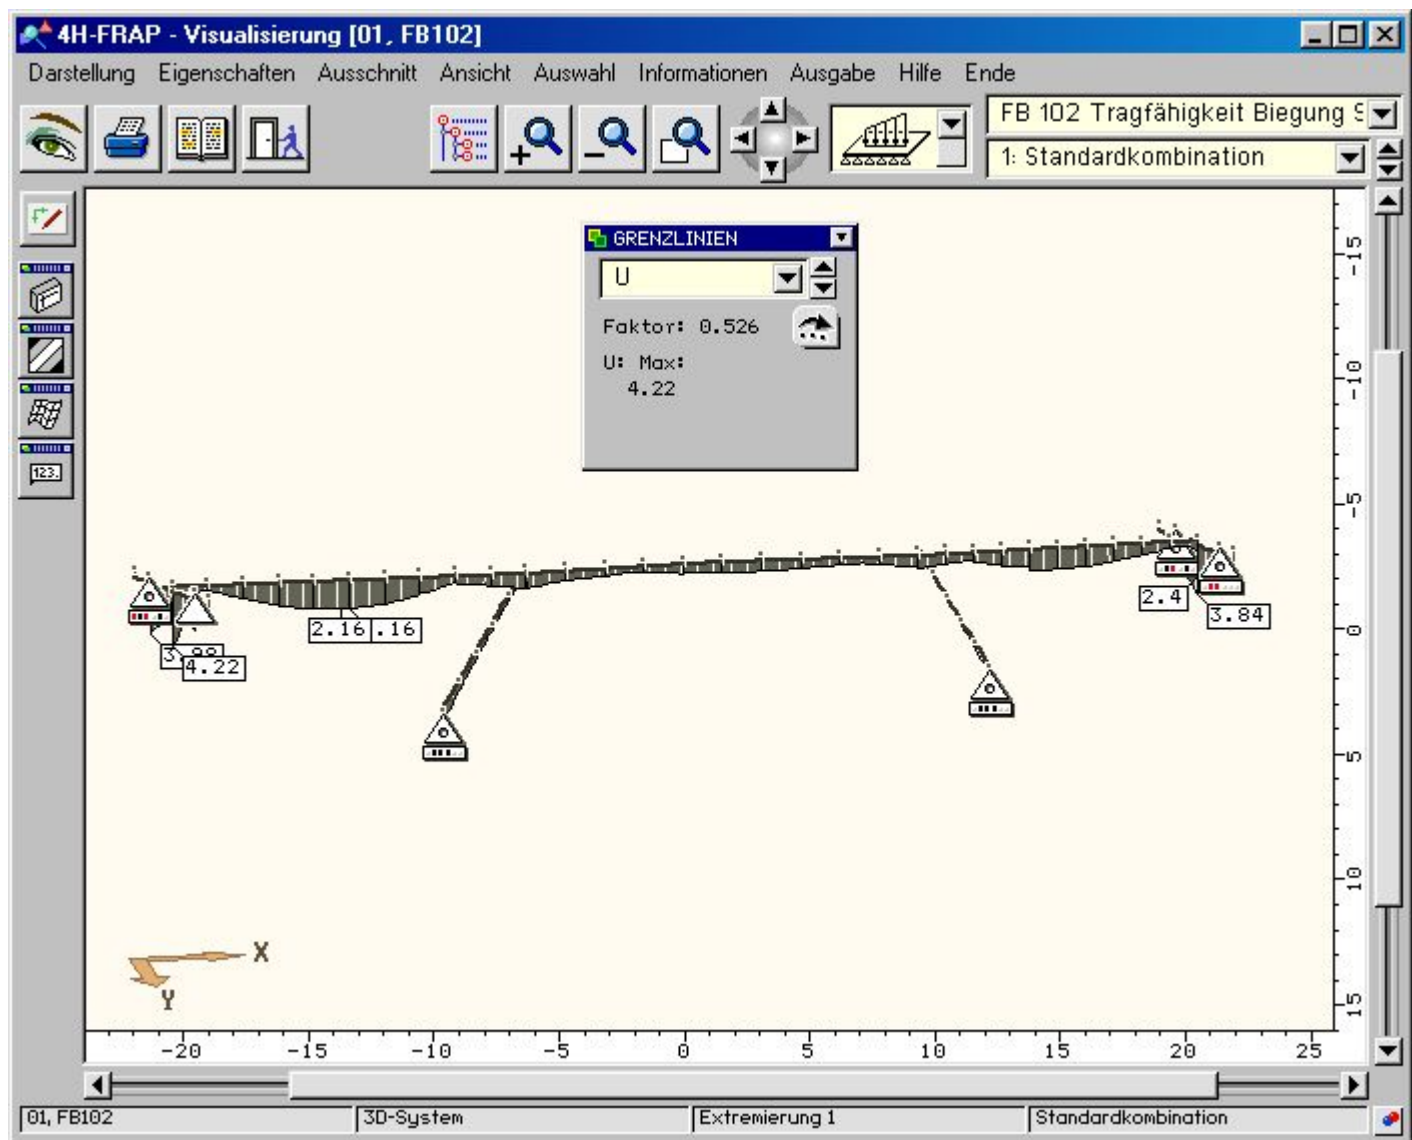 4H-FRAP - Visualisierung [01, FB102]
Darstellung Eigenschaften Ausschnitt Ansicht Auswahl Informationen Ausgabe Hilfe Ende
FB 102 Tragfähigkeit Biegung S
1: Standardkombination
GRENZLINIEN
U
Faktor: 0.526
U: Max:
4.22
123.
-15
-10
-5
0
5
10
15
2.4
3.84
2.16 .16
4.22
X
Y
-20 -15 -10 -5 0 5 10 15 20 25
01, FB102 3D-System Extremierung 1 Standardkombination